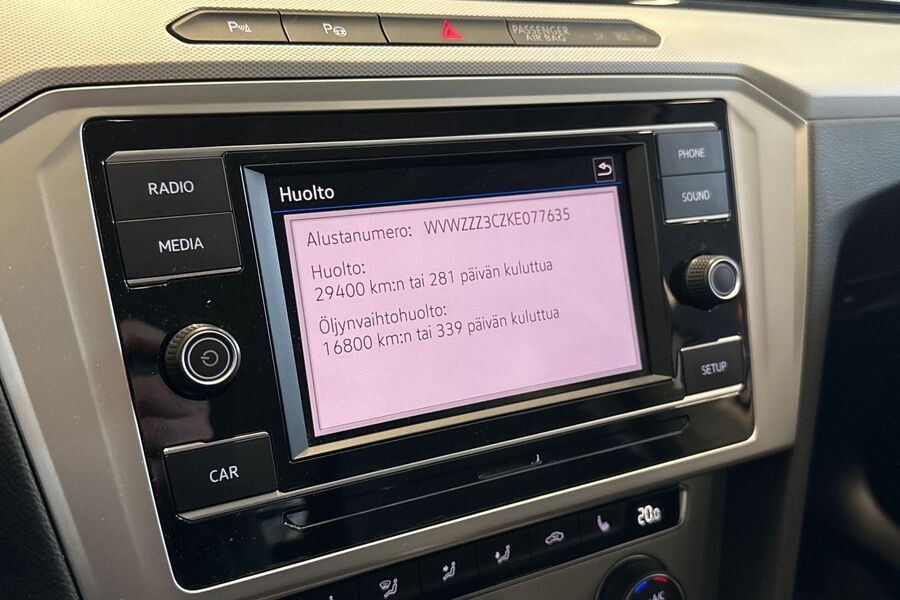 P
P
PASSENGER
AIR BAG
RADIO
MEDIA
CAR
PHONE
SOUND
SETUP
Huolto
Alustanumero: WVWZZZ3CZKE077635
Huolto:
29400 km:n tai 281 päivän kuluttua
Öljynvaihtohuolto:
16800 km:n tai 339 päivän kuluttua
20.0
A/C